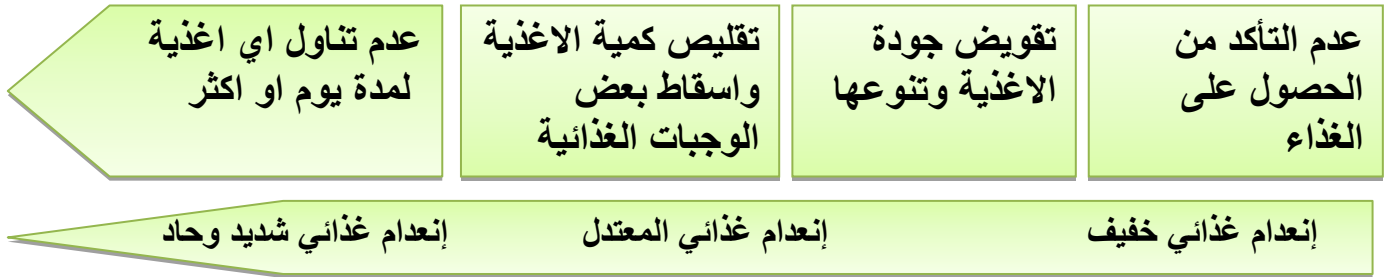 عدم التأكد من
الحصول على
الغذاء
تقويض جودة
الاغذية وتنوعها
تقليص كمية الاغذية
واسقاط بعض
الوجبات الغذائية
عدم تناول اي اغذية
لمدة يوم او اكثر
إنعدام غذائي خفيف
إنعدام غذائي المعتدل
إنعدام غذائي شديد وحاد